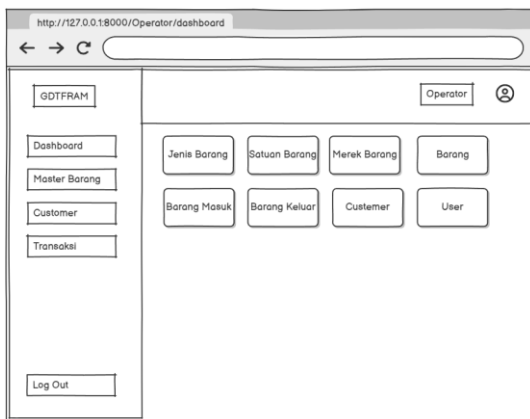 http://127.0.0.1:8000/Operator/dashboard
GDTFRAM
Operator
Dashboard
Master Barang
Customer
Transaksi
Log Out
Jenis Barang
Satuan Barang
Merek Barang
Barang
Barang Masuk
Barang Keluar
Custemer
User